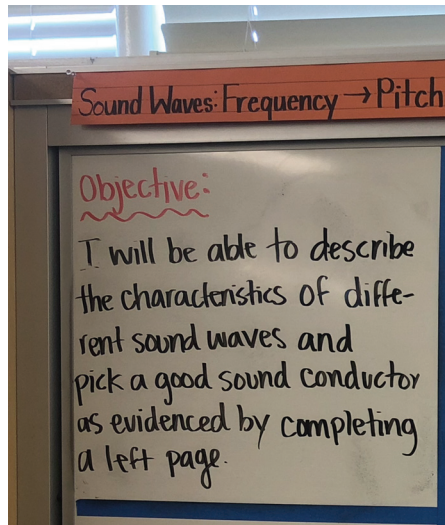 Sound Waves: Frequency → Pitch
Objective:
I will be able to describe
the characteristics of diffe-
rent sound waves and
pick a good sound conductor
as evidenced by completing
a left page.